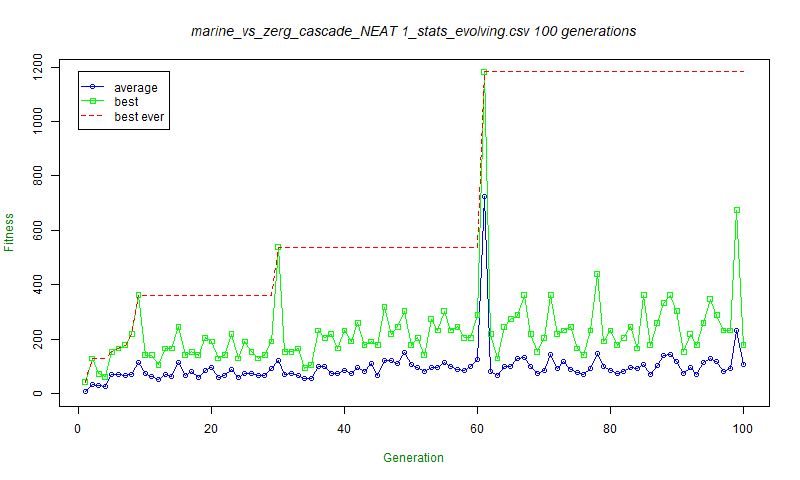 marine_vs_zerg_cascade_NEAT 1_stats_evolving.csv 100 generations
average
best
best ever
Fitness
0
200
400
600
800
1000
1200
0
20
40
60
80
100
Generation